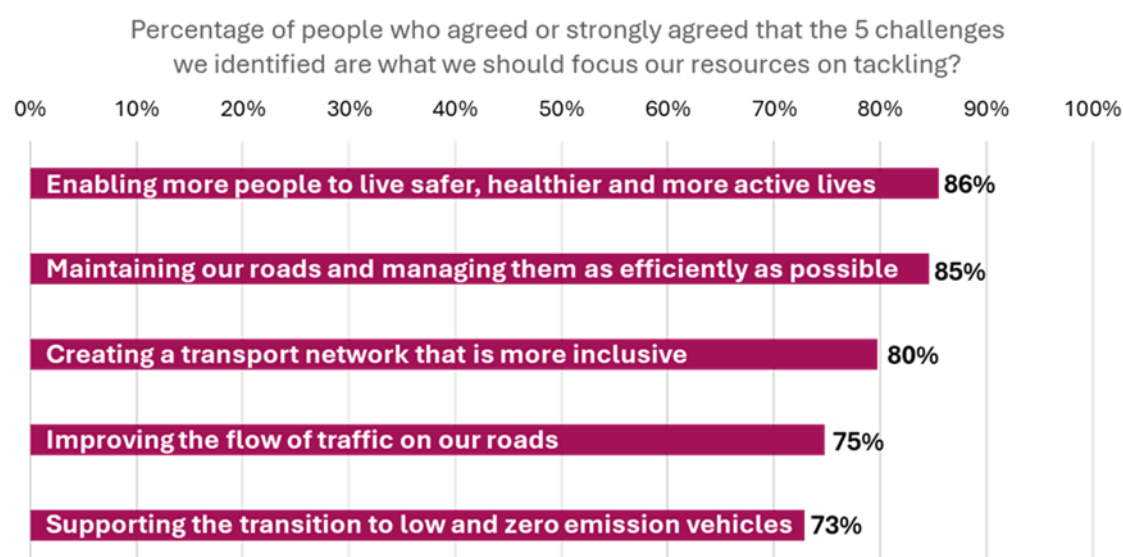 Percentage of people who agreed or strongly agreed that the 5 challenges
we identified are what we should focus our resources on tackling?
0% 10% 20% 30% 40% 50% 60% 70% 80% 90% 100%
Enabling more people to live safer, healthier and more active lives 86%
Maintaining our roads and managing them as efficiently as possible 85%
Creating a transport network that is more inclusive 80%
Improving the flow of traffic on our roads 75%
Supporting the transition to low and zero emission vehicles 73%